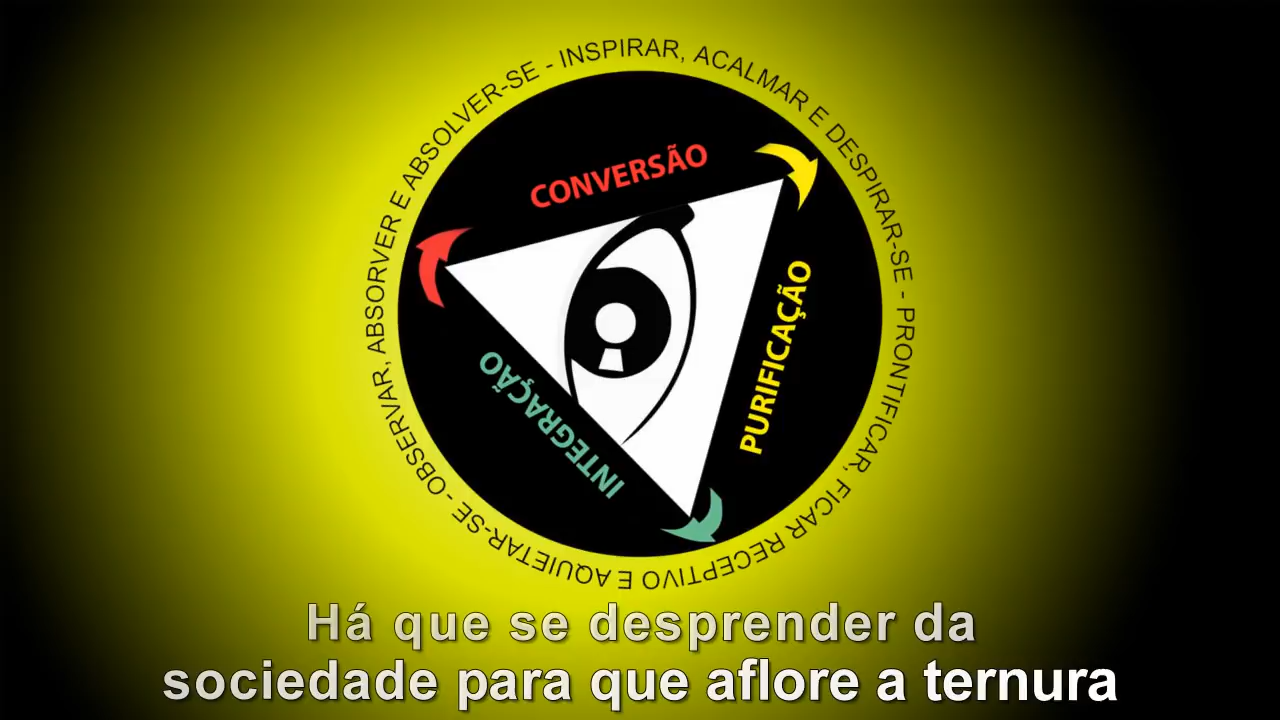 OBSERVAR, ABSORVER E ABSOLVER-SE - INSPIRAR, ACALMAR E DESPIRAR-SE - PRONTIFICAR, FICAR RECEPTIVO E AQUIETAR-SE -
CONVERSÃO
PURIFICAÇÃO
INTEGRAÇÃO
Há que se desprender da
sociedade para que aflore a ternura